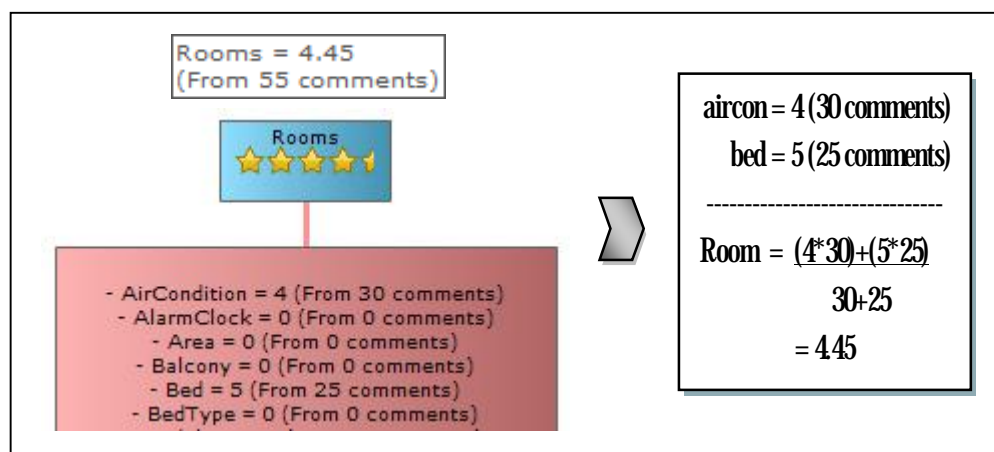 Rooms = 4.45
(From 55 comments)
Rooms
- AirCondition = 4 (From 30 comments)
- AlarmClock = 0 (From 0 comments)
- Area = 0 (From 0 comments)
- Balcony = 0 (From 0 comments)
- Bed = 5 (From 25 comments)
- BedType = 0 (From 0 comments)
aircon = 4 (30 comments)
bed = 5 (25 comments)
-------------------------------
Room = (4*30)+(5*25)
30+25
= 4.45